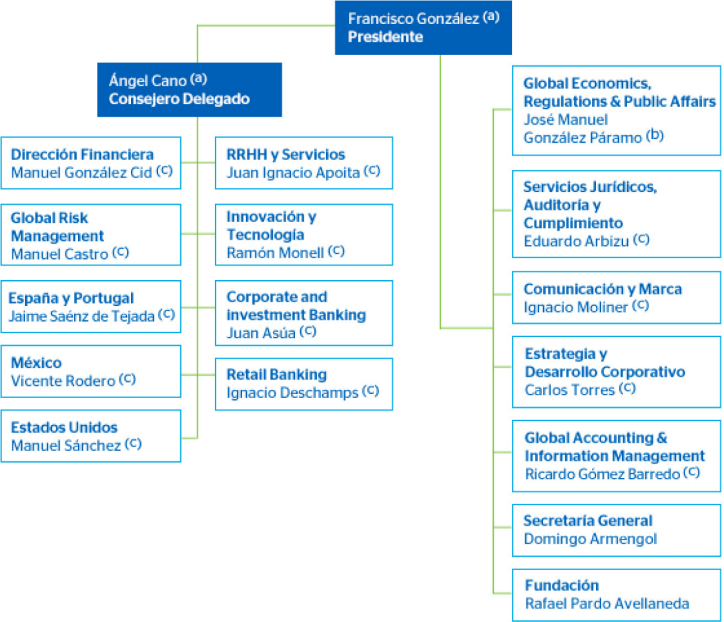 Francisco González (a)
Presidente
Ángel Cano (a)
Consejero Delegado
Dirección Financiera
Manuel González Cid (c)
RRHH y Servicios
Juan Ignacio Apoita (c)
Global Risk
Management
Manuel Castro (c)
Innovación y
Tecnología
Ramón Monell (c)
España y Portugal
Jaime Saénz de Tejada (c)
Corporate and
investment Banking
Juan Asúa (c)
México
Vicente Rodero (c)
Retail Banking
Ignacio Deschamps (c)
Estados Unidos
Manuel Sánchez (c)
Global Economics,
Regulations & Public Affairs
José Manuel
González Páramo (b)
Servicios Jurídicos,
Auditoría y
Cumplimiento
Eduardo Arbizu (c)
Comunicación y Marca
Ignacio Moliner (c)
Estrategia y
Desarrollo Corporativo
Carlos Torres (c)
Global Accounting &
Information Management
Ricardo Gómez Barredo (c)
Secretaría General
Domingo Armengol
Fundación
Rafael Pardo Avellaneda